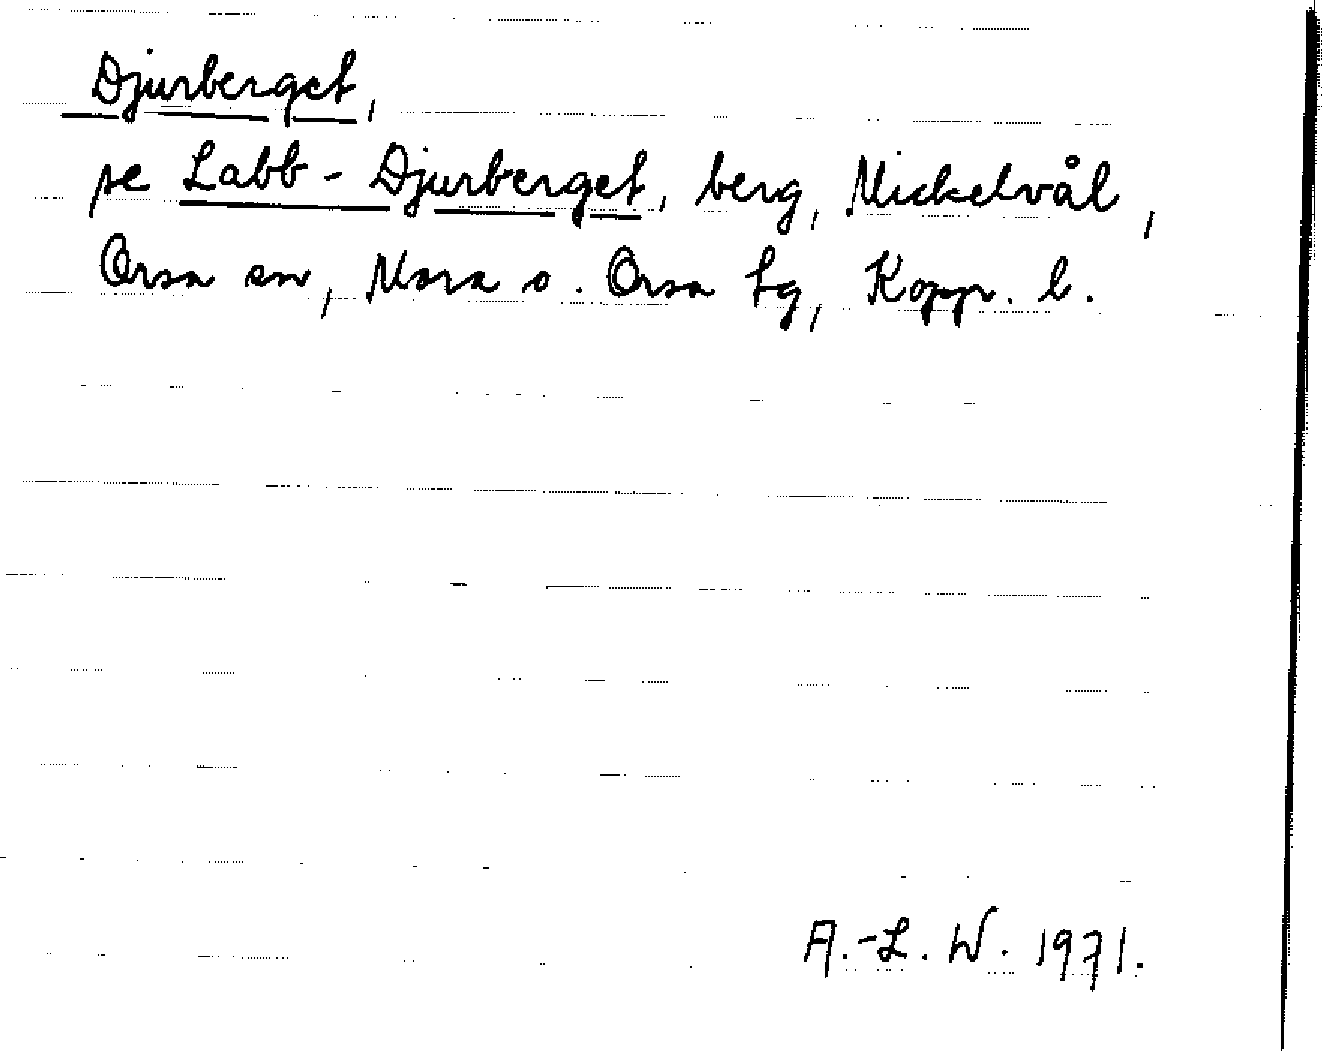 Djurberget,
se Labb-Djurberget, berg, Mickelvål,
Orsa sn, Mora o. Orsa tg, Kopp. l.
A.-L. W. 1971.